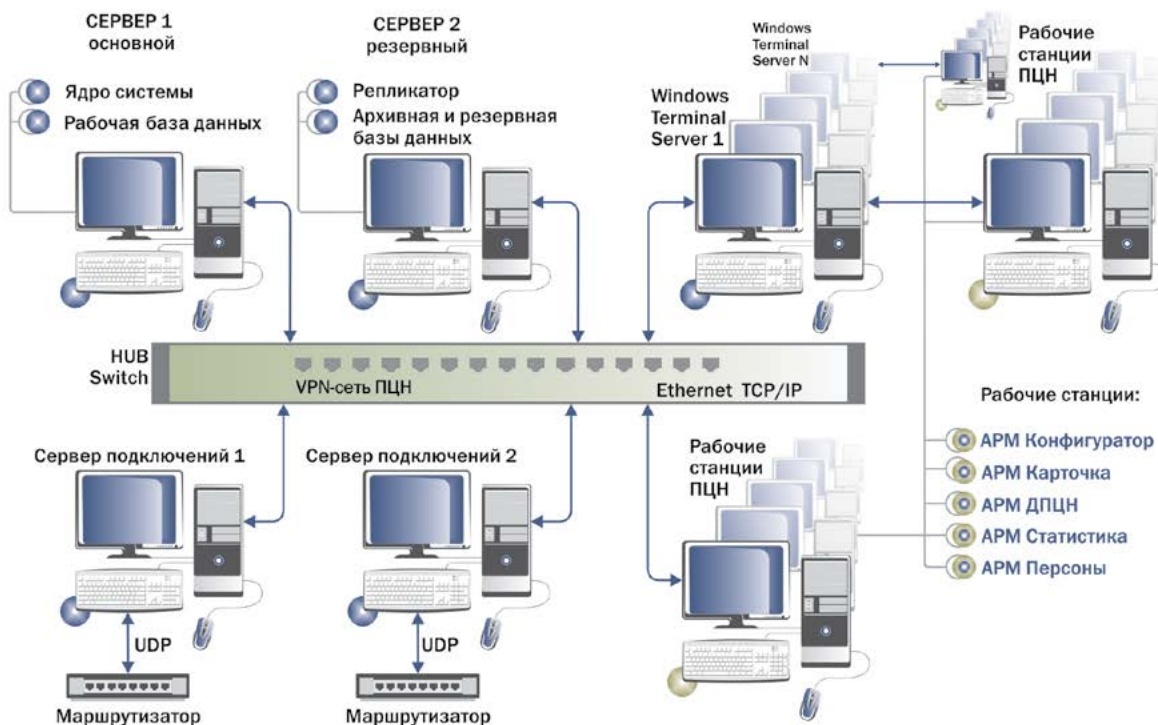 СЕРВЕР 1
основной
Ядро системы
Рабочая база данных
СЕРВЕР 2
резервный
Репликатор
Архивная и резервная
базы данных
Windows
Terminal
Server 1
Windows
Terminal
Server N
Рабочие
станции
ПЦН
HUB
Switch
VPN-сеть ПЦН
Ethernet TCP/IP
Сервер подключений 1
UDP
Маршрутизатор
Сервер подключений 2
UDP
Маршрутизатор
Рабочие
станции
ПЦН
Рабочие станции:
АРМ Конфигуратор
АРМ Карточка
АРМ ДПЦН
АРМ Статистика
АРМ Персоны